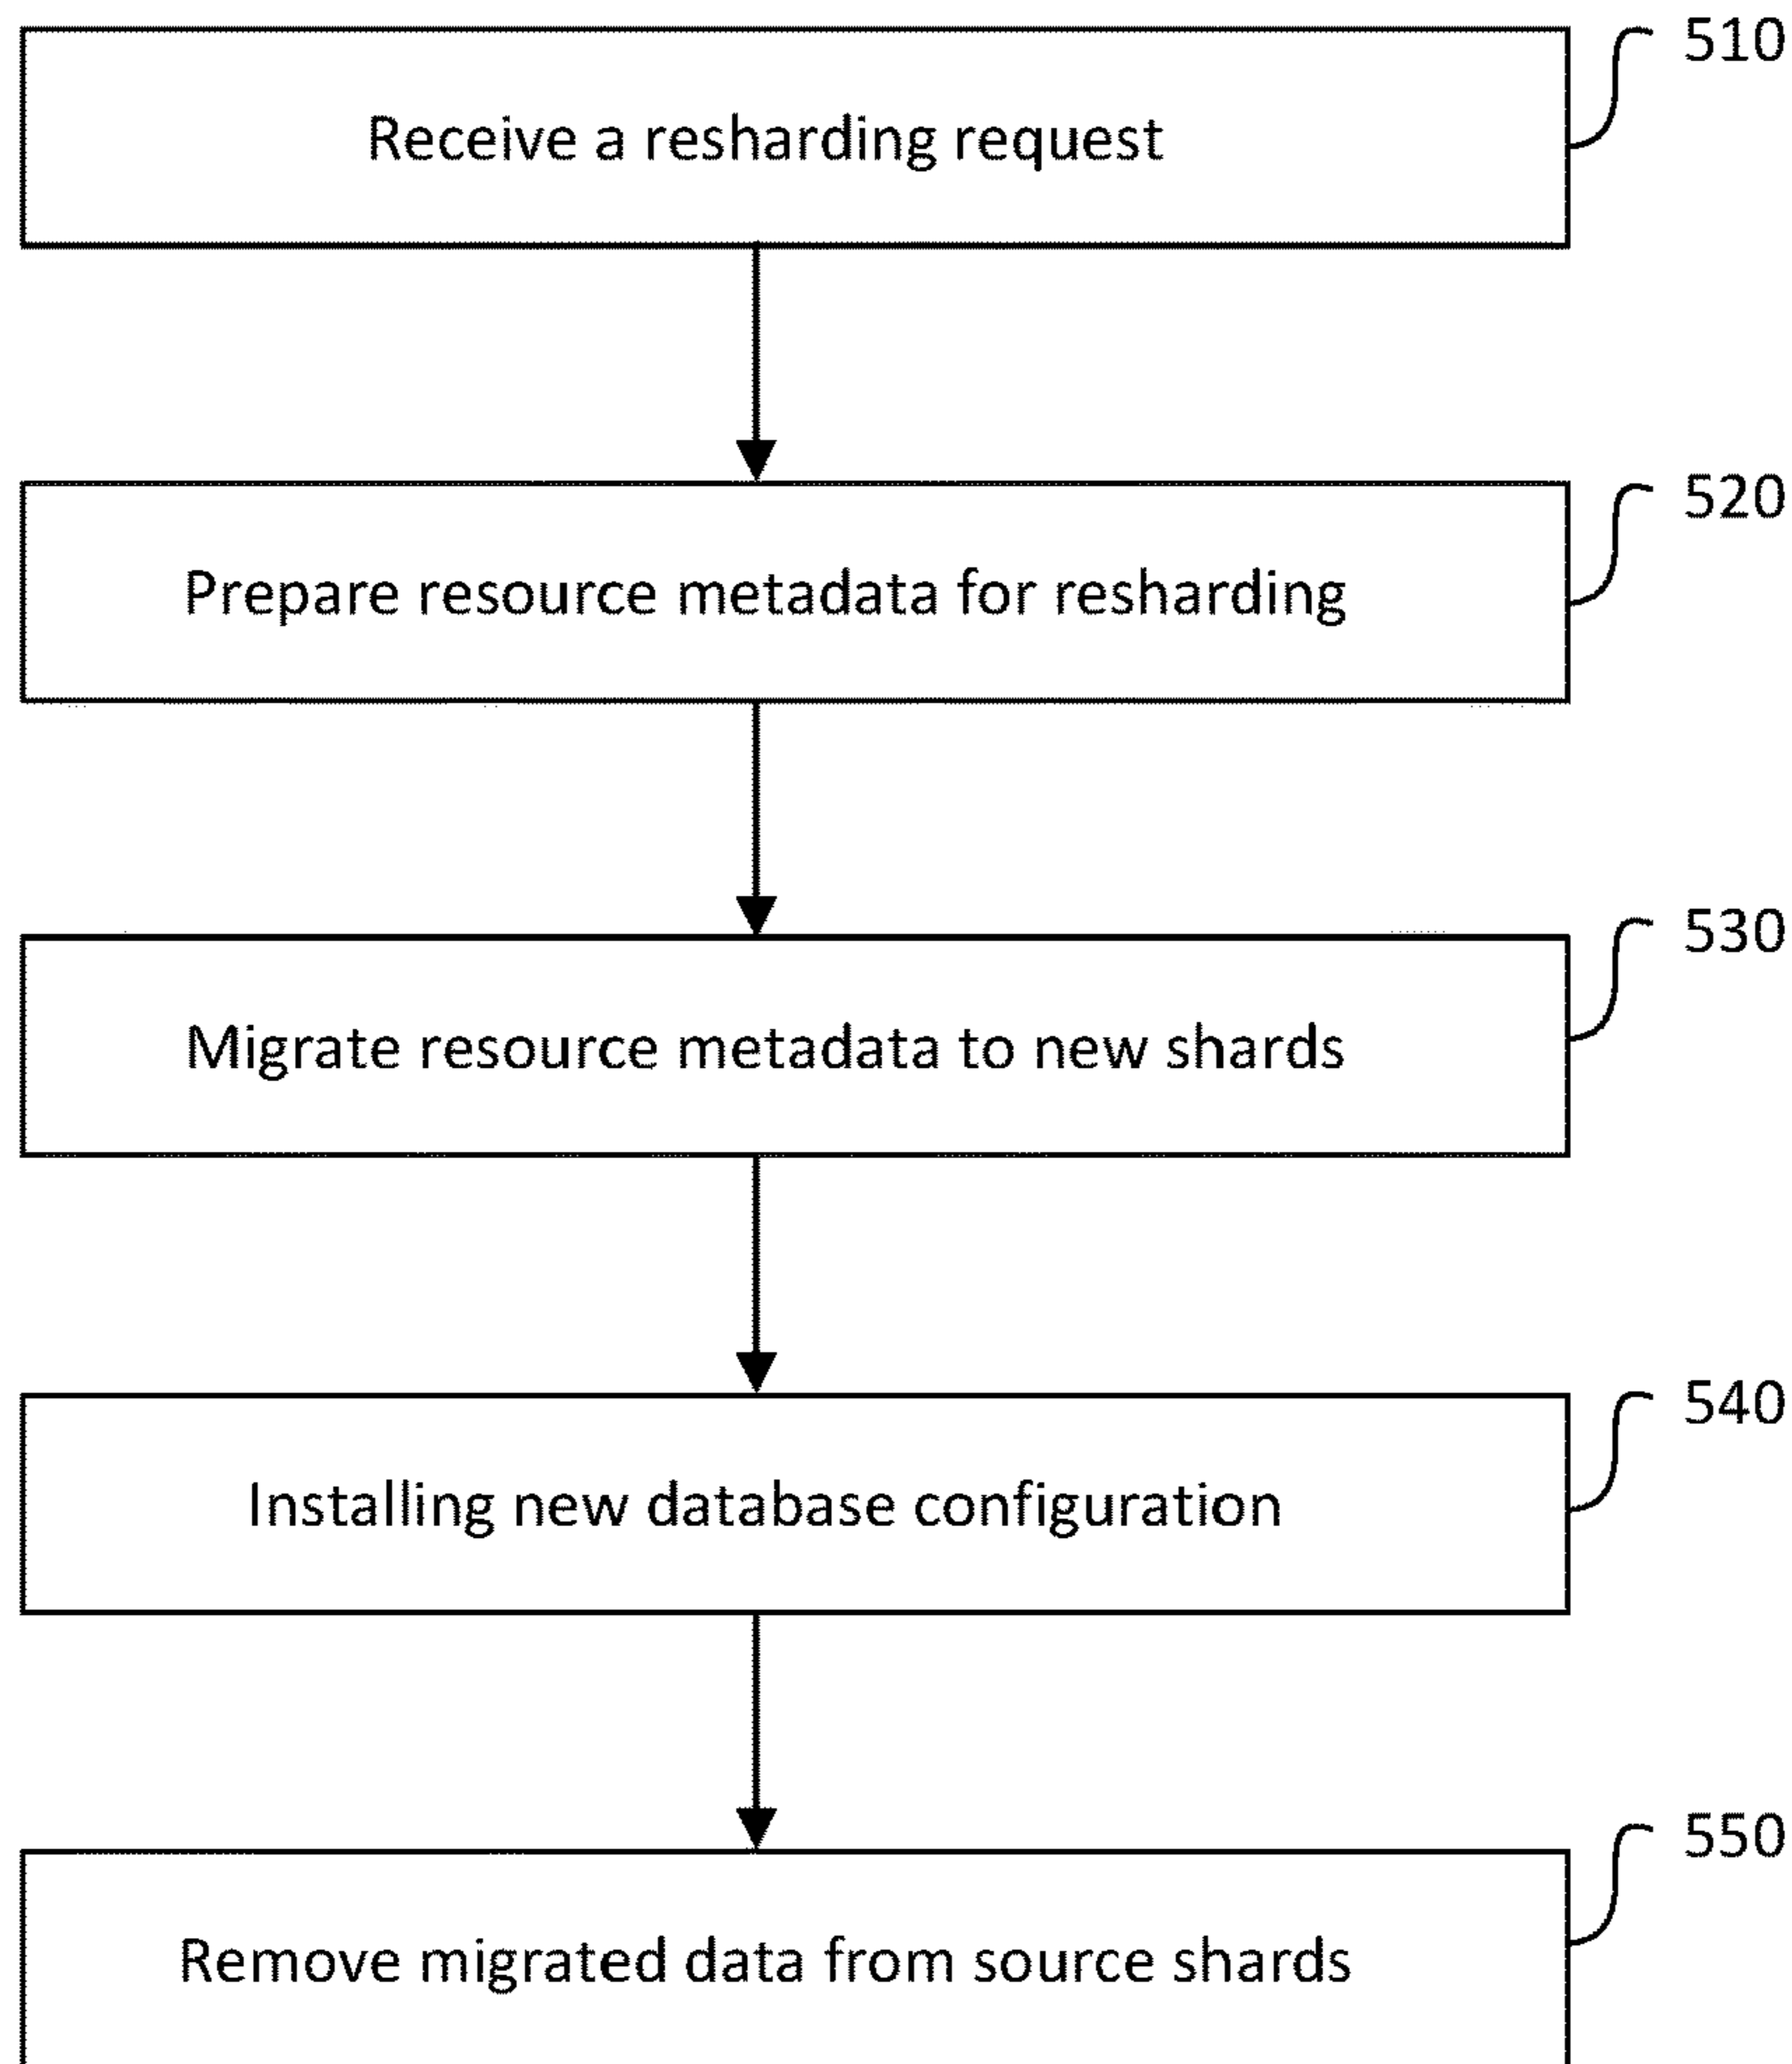 510
Receive a resharding request
520
Prepare resource metadata for resharding
530
Migrate resource metadata to new shards
540
Installing new database configuration
550
Remove migrated data from source shards